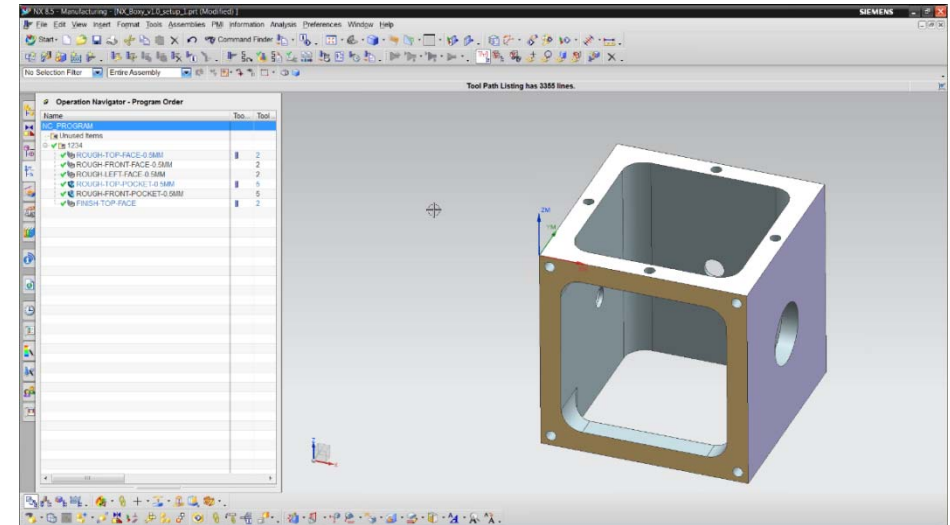 NX 8.5 - Manufacturing - [NX_Boxy_v1.0_setup_1.prt (Modified) ]
SIEMENS
File Edit View Insert Format Tools Assemblies PMI Information Analysis Preferences Window Help
Start
Command Finder
No Selection Filter
Entire Assembly
Tool Path Listing has 3355 lines.
Operation Navigator - Program Order
Name Too... Tool
NC_PROGRAM
Unused Items
1234
ROUGH-TOP-FACE-0.5MM 2
ROUGH-FRONT-FACE-0.5MM 2
ROUGH-LEFT-FACE-0.5MM 2
ROUGH-TOP-POCKET-0.5MM 5
ROUGH-FRONT-POCKET-0.5MM 5
FINISH-TOP-FACE 2
ZM
YM